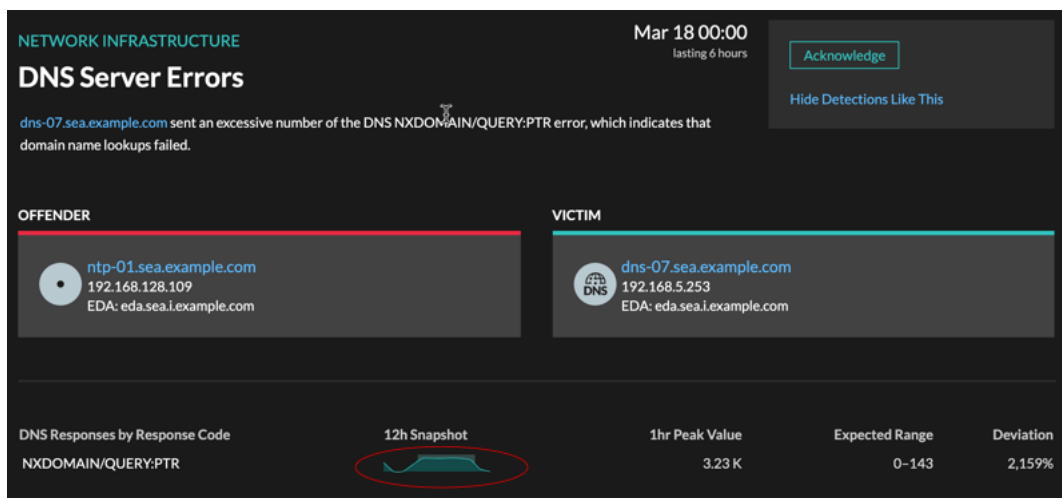 NETWORK INFRASTRUCTURE
DNS Server Errors
Mar 18 00:00
lasting 6 hours
Acknowledge
Hide Detections Like This
dns-07.sea.example.com sent an excessive number of the DNS NXDOMAIN/QUERY:PTR error, which indicates that
domain name lookups failed.
OFFENDER
ntp-01.sea.example.com
192.168.128.109
EDA: eda.sea.i.example.com
VICTIM
DNS
dns-07.sea.example.com
192.168.5.253
EDA: eda.sea.i.example.com
DNS Responses by Response Code 12h Snapshot 1hr Peak Value Expected Range Deviation
NXDOMAIN/QUERY:PTR 3.23 K 0–143 2,159%